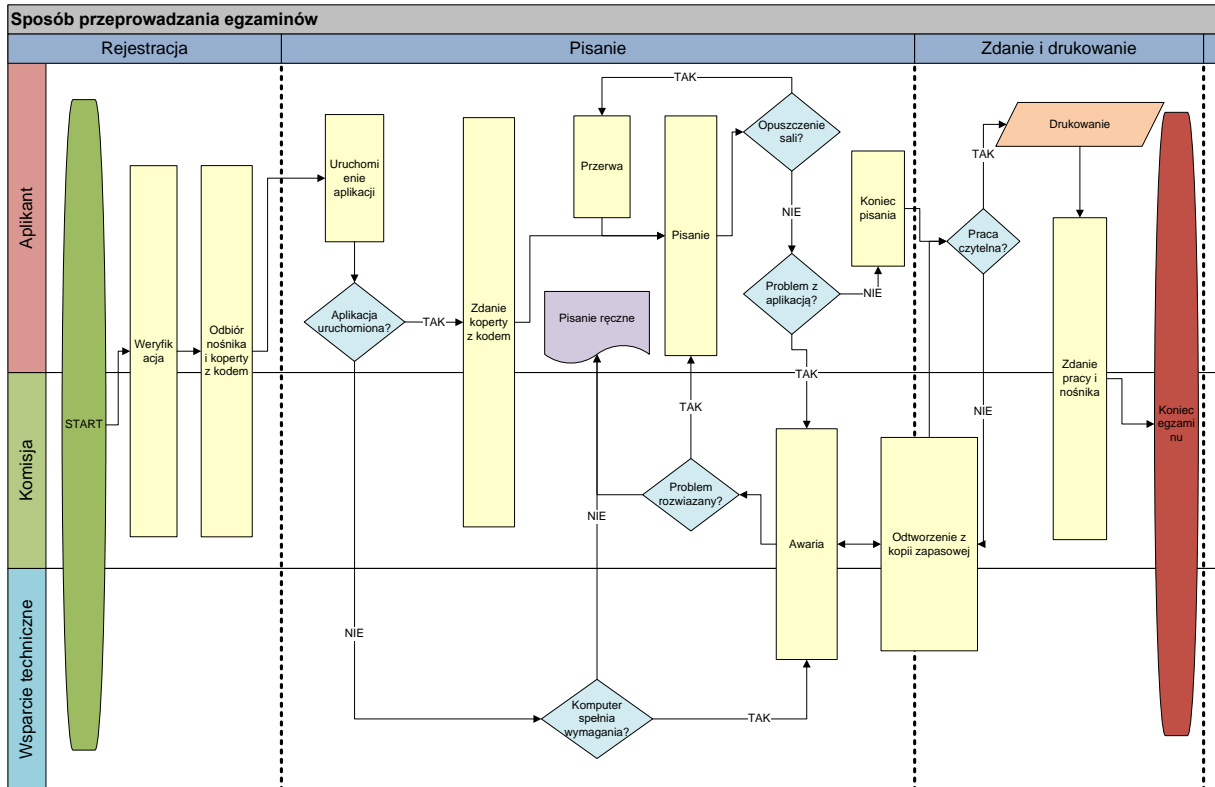 Sposób przeprowadzania egzaminów
Rejestracja
Pisanie
Zdanie i drukowanie
Aplikant
Komisja
Wsparcie techniczne
START
Weryfik
acja
Odbiór
nośnika
i koperty
z kodem
Uruchomi
enie
aplikacji
Aplikacja
uruchomiona?
TAK
NIE
Zdanie
koperty
z kodem
TAK
Przerwa
Pisanie
Opuszczenie
sali?
NIE
Problem z
aplikacją?
NIE
TAK
Koniec
pisania
Pisanie ręczne
TAK
Problem
rozwiazany?
NIE
Awaria
Komputer
spełnia
wymagania?
TAK
Odtworzenie z
kopii zapasowej
Praca
czytelna?
TAK
NIE
Drukowanie
Zdanie
pracy i
nośnika
Koniec
egzami
nu